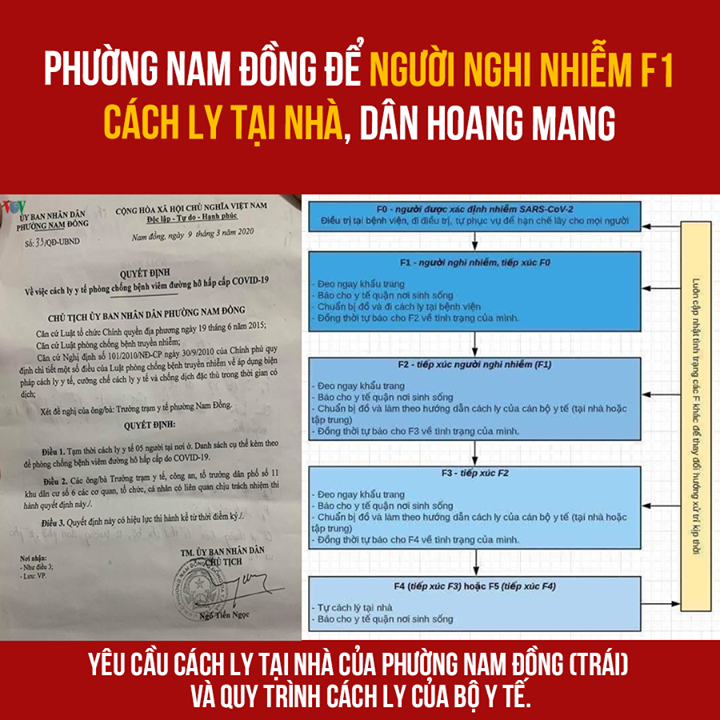 PHƯỜNG NAM ĐỒNG ĐỂ NGƯỜI NGHI NHIỄM F1
CÁCH LY TẠI NHÀ, DÂN HOANG MANG
ỦY BAN NHÂN DÂN
PHƯỜNG NAM ĐỒNG
CỘNG HÒA XÃ HỘI CHỦ NGHĨA VIỆT NAM
Độc lập - Tự do - Hạnh phúc
Số: 33/QĐ-UBND
Nam đồng, ngày 9 tháng 3 năm 2020
QUYẾT ĐỊNH
Về việc cách ly y tế phòng chống bệnh viêm đường hô hấp cấp COVID-19
CHỦ TỊCH ỦY BAN NHÂN DÂN PHƯỜNG NAM ĐỒNG
Căn cứ Luật tổ chức Chính quyền địa phương ngày 19 tháng 6 năm 2015;
Căn cứ Luật phòng chống bệnh truyền nhiễm;
Căn cứ Nghị định số 101/2010/NĐ-CP ngày 30/9/2010 của Chính phủ quy
định chi tiết một số điều của Luật phòng chống bệnh truyền nhiễm về áp dụng biện
pháp cách ly y tế, cưỡng chế cách ly y tế và chống dịch đặc thù trong thời gian có
dịch;
Xét đề nghị của ông/bà: Trưởng trạm y tế phường Nam Đồng.
QUYẾT ĐỊNH:
Điều 1. Tạm thời cách ly y tế 05 người tại nơi ở. Danh sách cụ thể kèm theo
để phòng chống bệnh viêm đường hô hấp cấp do COVID-19.
Điều 2. Các ông/bà Trưởng trạm y tế, công an, tổ trưởng dân phố số 11
khu dân cư số 6 các cơ quan, tổ chức, cá nhân có liên quan chịu trách nhiệm thi
hành quyết định này./.
Điều 3. Quyết định này có hiệu lực thi hành kể từ thời điểm ký./.
Nơi nhận:
- Như điều 3;
- Lưu: VP.
TM. ỦY BAN NHÂN DÂN
CHỦ TỊCH
Ngô Tiến Ngọc
F0 - người được xác định nhiễm SARS-CoV-2
Điều trị tại bệnh viện, đi điều trị, tự phục vụ để hạn chế lây cho mọi người
F1 - người nghi nhiễm, tiếp xúc F0
- Đeo ngay khẩu trang
- Báo cho y tế quận nơi sinh sống
- Chuẩn bị đồ và đi cách ly tại bệnh viện
- Đồng thời tự báo cho F2 về tình trạng của mình.
F2 - tiếp xúc người nghi nhiễm (F1)
- Đeo ngay khẩu trang
- Báo cho y tế quận nơi sinh sống
- Chuẩn bị đồ và làm theo hướng dẫn cách ly của cán bộ y tế (tại nhà hoặc
tập trung)
- Đồng thời tự báo cho F3 về tình trạng của mình.
F3 - tiếp xúc F2
- Đeo ngay khẩu trang
- Báo cho y tế quận nơi sinh sống
- Chuẩn bị đồ và làm theo hướng dẫn cách ly của cán bộ y tế (tại nhà hoặc
tập trung)
- Đồng thời tự báo cho F4 về tình trạng của mình.
F4 (tiếp xúc F3) hoặc F5 (tiếp xúc F4)
- Tự cách ly tại nhà
- Báo cho y tế quận nơi sinh sống
Luôn cập nhật tình trạng các F khác để thay đổi hướng xử trí kịp thời
YÊU CẦU CÁCH LY TẠI NHÀ CỦA PHƯỜNG NAM ĐỒNG (TRÁI)
VÀ QUY TRÌNH CÁCH LY CỦA BỘ Y TẾ.